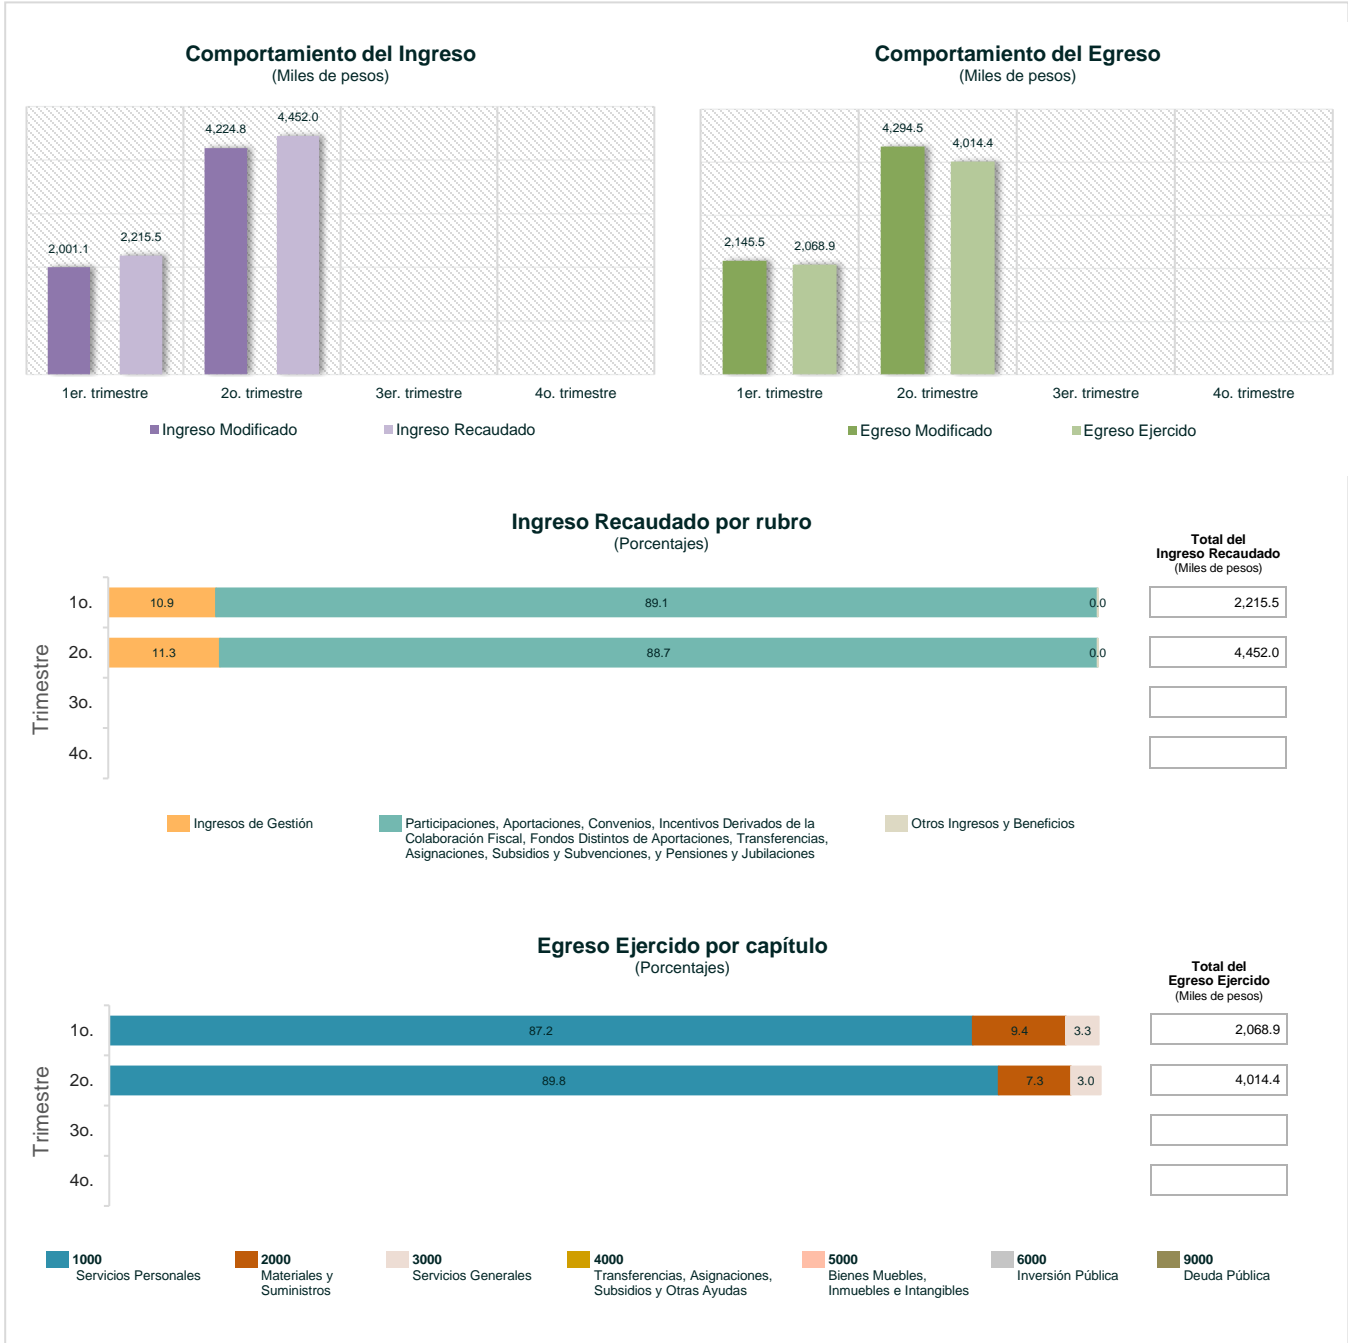 Comportamiento del Ingreso
(Miles de pesos)
2,001.1
2,215.5
4,224.8
4,452.0
1er. trimestre
2o. trimestre
3er. trimestre
4o. trimestre
Ingreso Modificado
Ingreso Recaudado
Comportamiento del Egreso
(Miles de pesos)
2,145.5
2,068.9
4,294.5
4,014.4
1er. trimestre
2o. trimestre
3er. trimestre
4o. trimestre
Egreso Modificado
Egreso Ejercido
Ingreso Recaudado por rubro
(Porcentajes)
Total del
Ingreso Recaudado
(Miles de pesos)
Trimestre
1o.
10.9
89.1
0.0
2,215.5
2o.
11.3
88.7
0.0
4,452.0
3o.
4o.
Ingresos de Gestión
Participaciones, Aportaciones, Convenios, Incentivos Derivados de la
Colaboración Fiscal, Fondos Distintos de Aportaciones, Transferencias,
Asignaciones, Subsidios y Subvenciones, y Pensiones y Jubilaciones
Otros Ingresos y Beneficios
Egreso Ejercido por capítulo
(Porcentajes)
Total del
Egreso Ejercido
(Miles de pesos)
Trimestre
1o.
87.2
9.4
3.3
2,068.9
2o.
89.8
7.3
3.0
4,014.4
3o.
4o.
1000
Servicios Personales
2000
Materiales y
Suministros
3000
Servicios Generales
4000
Transferencias, Asignaciones,
Subsidios y Otras Ayudas
5000
Bienes Muebles,
Inmuebles e Intangibles
6000
Inversión Pública
9000
Deuda Pública